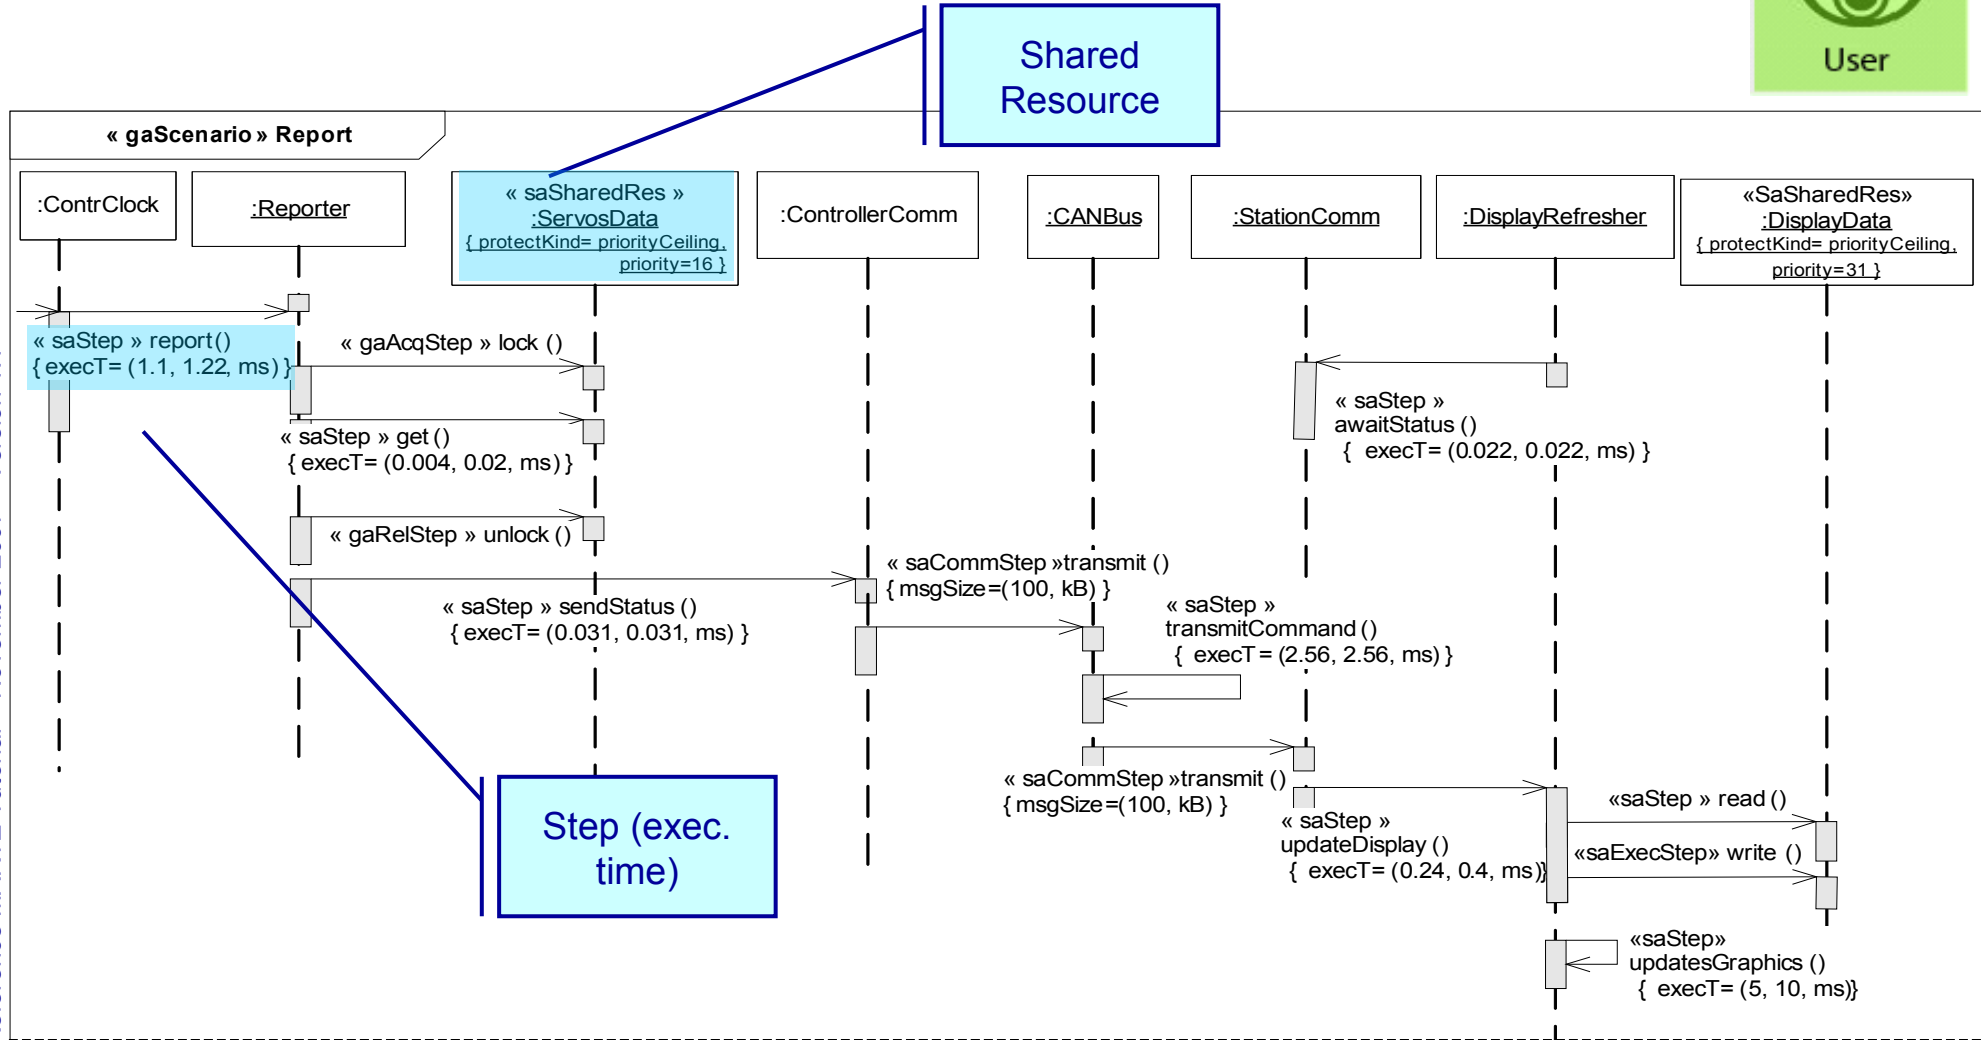 Shared
Resource
User
« gaScenario » Report
:ContrClock
:Reporter
« saSharedRes »
:ServosData
{ protectKind= priorityCeiling,
priority=16 }
:ControllerComm
:CANBus
:StationComm
:DisplayRefresher
«SaSharedRes»
:DisplayData
{ protectKind= priorityCeiling,
priority=31 }
« saStep » report()
{ execT= (1.1, 1.22, ms) }
« gaAcqStep » lock ()
« saStep » get ()
{ execT= (0.004, 0.02, ms) }
« saStep »
awaitStatus ()
{ execT= (0.022, 0.022, ms) }
« gaRelStep » unlock ()
« saCommStep »transmit ()
{ msgSize=(100, kB) }
« saStep » sendStatus ()
{ execT= (0.031, 0.031, ms) }
« saStep »
transmitCommand ()
{ execT= (2.56, 2.56, ms) }
« saCommStep »transmit ()
{ msgSize=(100, kB) }
Step (exec.
time)
« saStep »
updateDisplay ()
{ execT= (0.24, 0.4, ms)}
«saStep » read ()
«saExecStep» write ()
«saStep»
updatesGraphics ()
{ execT= (5, 10, ms)}